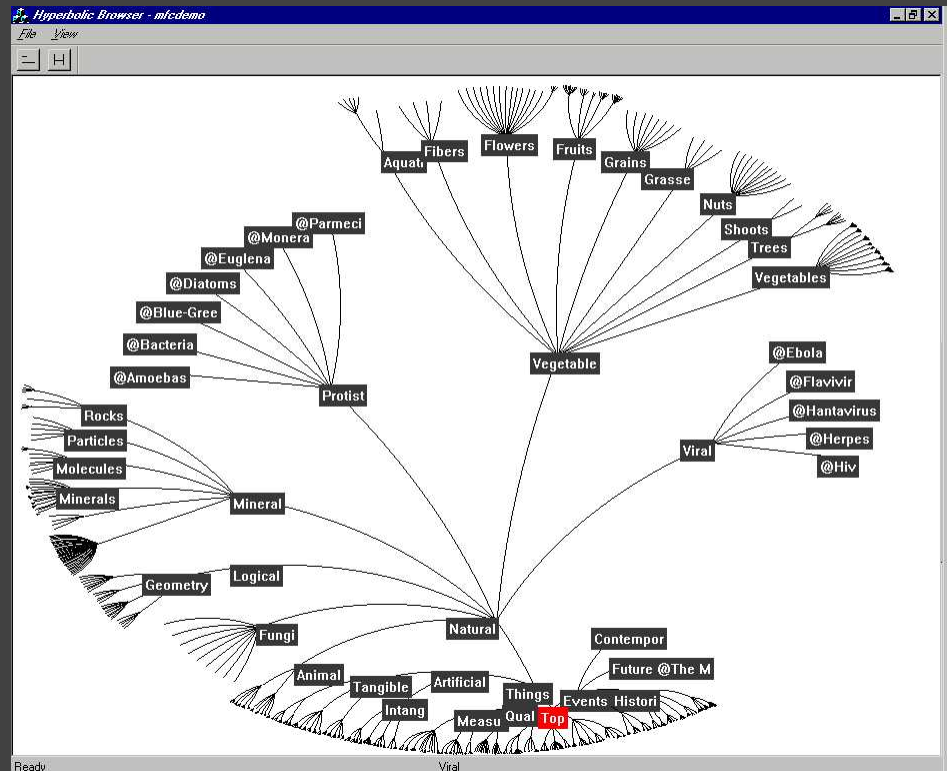 Hyperbolic Browser - mfcdemo
File View
Aquati
Fibers
Flowers
Fruits
Grains
Grasse
Nuts
Shoots
Trees
Vegetables
@Parmeci
@Monera
@Euglena
@Diatoms
@Blue-Gree
@Bacteria
@Amoebas
Protist
Vegetable
@Ebola
@Flavivir
@Hantavirus
@Herpes
@Hiv
Viral
Rocks
Particles
Molecules
Minerals
Mineral
Logical
Geometry
Fungi
Natural
Contempor
Future @The M
Animal
Tangible
Artificial
Intang
Things
Events Histori
Measu Qual Top
Ready Viral